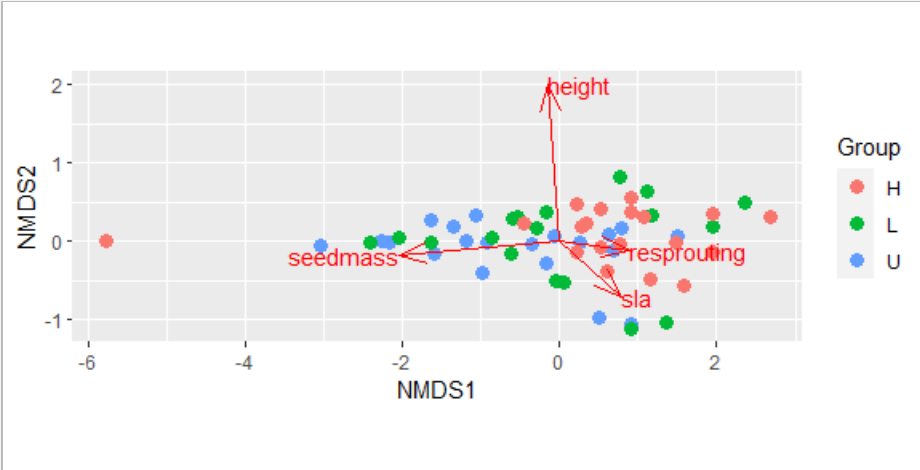 2
height
1
0
-1
NMDS2
seedmass
resprouting
sla
-6
-4
-2
0
2
NMDS1
Group
H
L
U